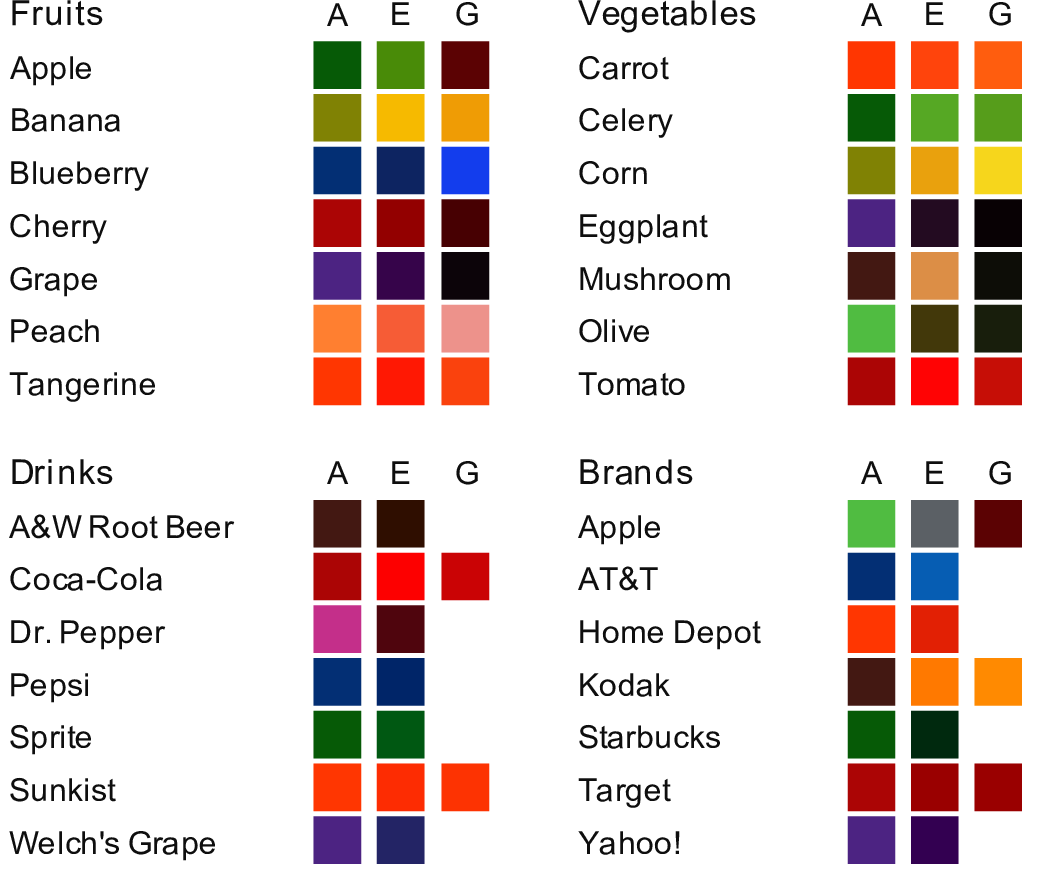 Fruits A E G
Apple
Banana
Blueberry
Cherry
Grape
Peach
Tangerine
Vegetables A E G
Carrot
Celery
Corn
Eggplant
Mushroom
Olive
Tomato
Drinks A E G
A&W Root Beer
Coca-Cola
Dr. Pepper
Pepsi
Sprite
Sunkist
Welch's Grape
Brands A E G
Apple
AT&T
Home Depot
Kodak
Starbucks
Target
Yahoo!